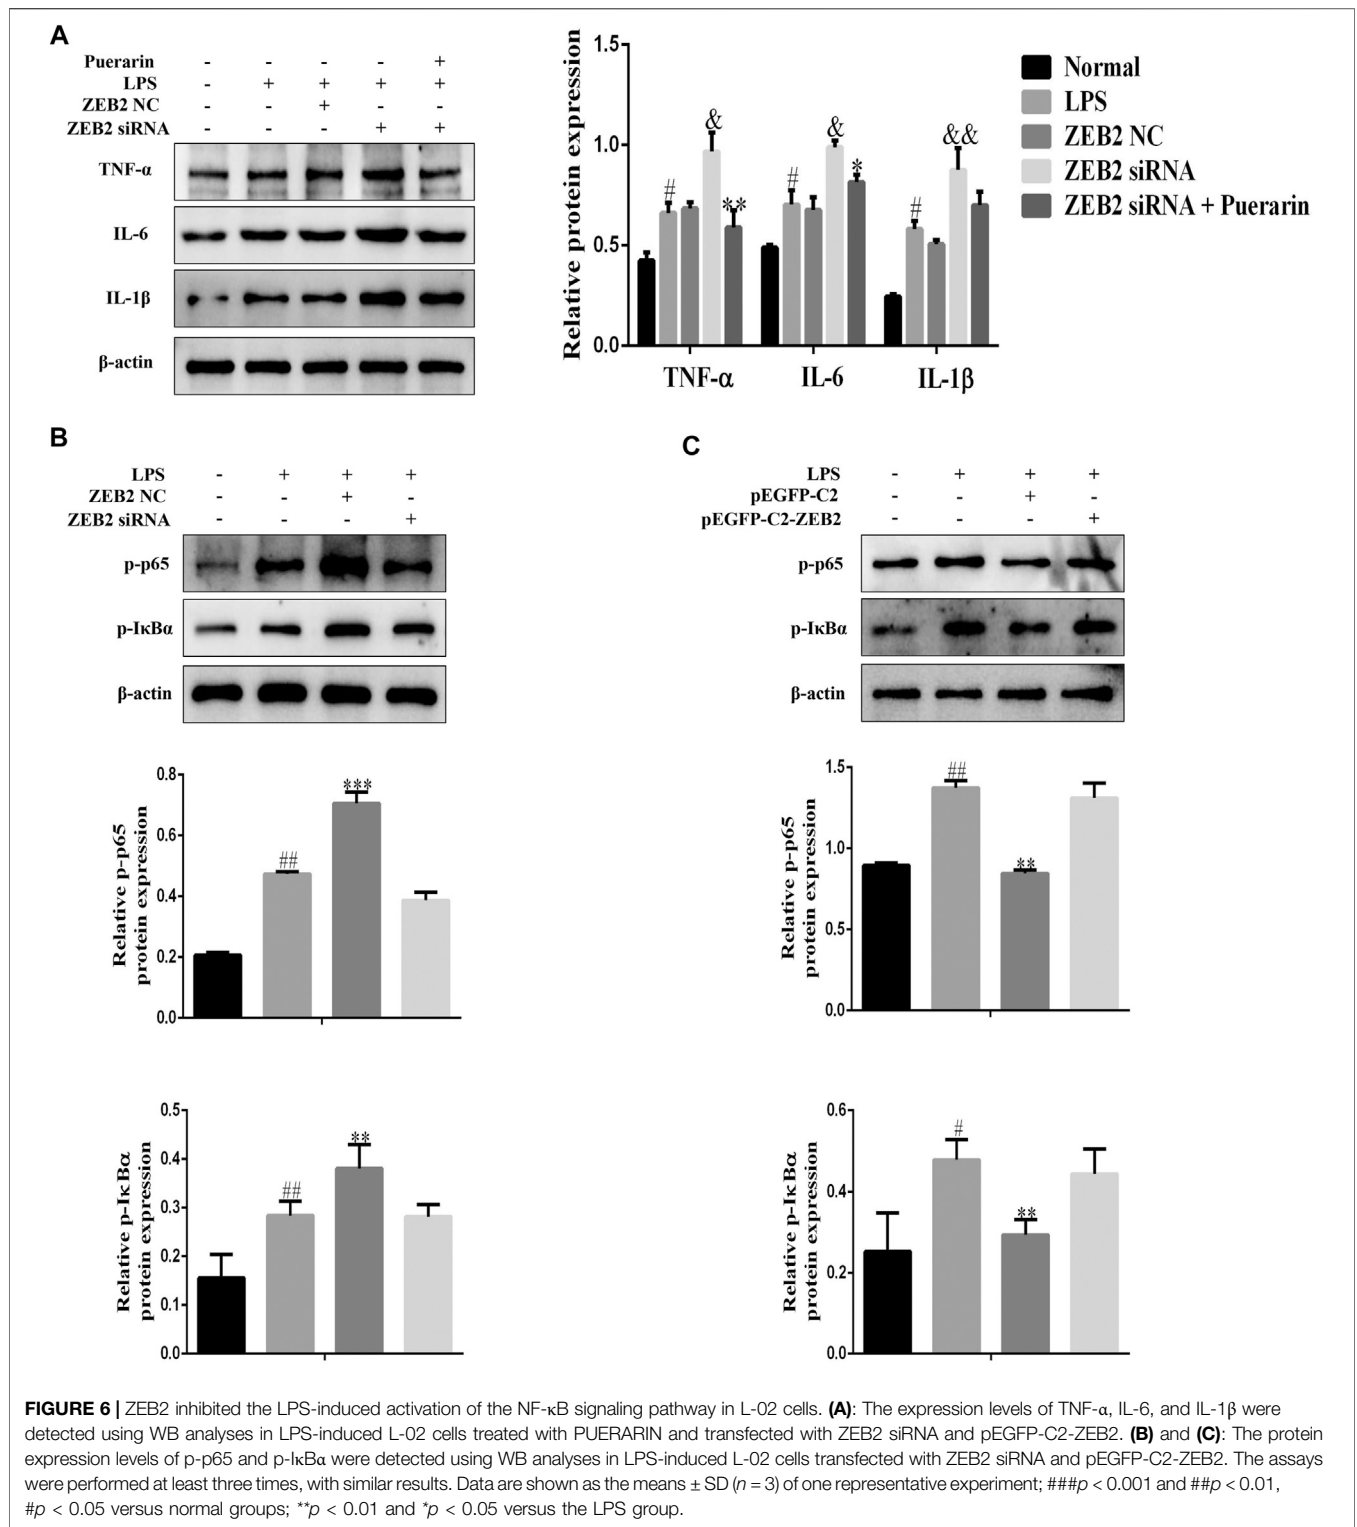 A
Puerarin - - - - +
LPS - + + + +
ZEB2 NC - - + - -
ZEB2 siRNA - - - + +
TNF-α
IL-6
IL-1β
β-actin
Relative protein expression
1.5
1.0
0.5
0.0
# & **
# & *
# &&
TNF-α IL-6 IL-1β
Normal
LPS
ZEB2 NC
ZEB2 siRNA
ZEB2 siRNA + Puerarin
B
LPS - + + +
ZEB2 NC - - + -
ZEB2 siRNA - - - +
p-p65
p-IκBα
β-actin
Relative p-p65
protein expression
0.8
0.6
0.4
0.2
0.0
## ***
Relative p-IκBα
protein expression
0.5
0.4
0.3
0.2
0.1
0.0
## **
C
LPS - + + +
pEGFP-C2 - - + -
pEGFP-C2-ZEB2 - - - +
p-p65
p-IκBα
β-actin
Relative p-p65
protein expression
1.5
1.0
0.5
0.0
## **
Relative p-IκBα
protein expression
0.6
0.4
0.2
0.0
# **
FIGURE 6 | ZEB2 inhibited the LPS-induced activation of the NF-κB signaling pathway in L-02 cells. (A): The expression levels of TNF-α, IL-6, and IL-1β were
detected using WB analyses in LPS-induced L-02 cells treated with PUERARIN and transfected with ZEB2 siRNA and pEGFP-C2-ZEB2. (B) and (C): The protein
expression levels of p-p65 and p-IκBα were detected using WB analyses in LPS-induced L-02 cells transfected with ZEB2 siRNA and pEGFP-C2-ZEB2. The assays
were performed at least three times, with similar results. Data are shown as the means ± SD (n = 3) of one representative experiment; ###p < 0.001 and ##p < 0.01,
#p < 0.05 versus normal groups; **p < 0.01 and *p < 0.05 versus the LPS group.